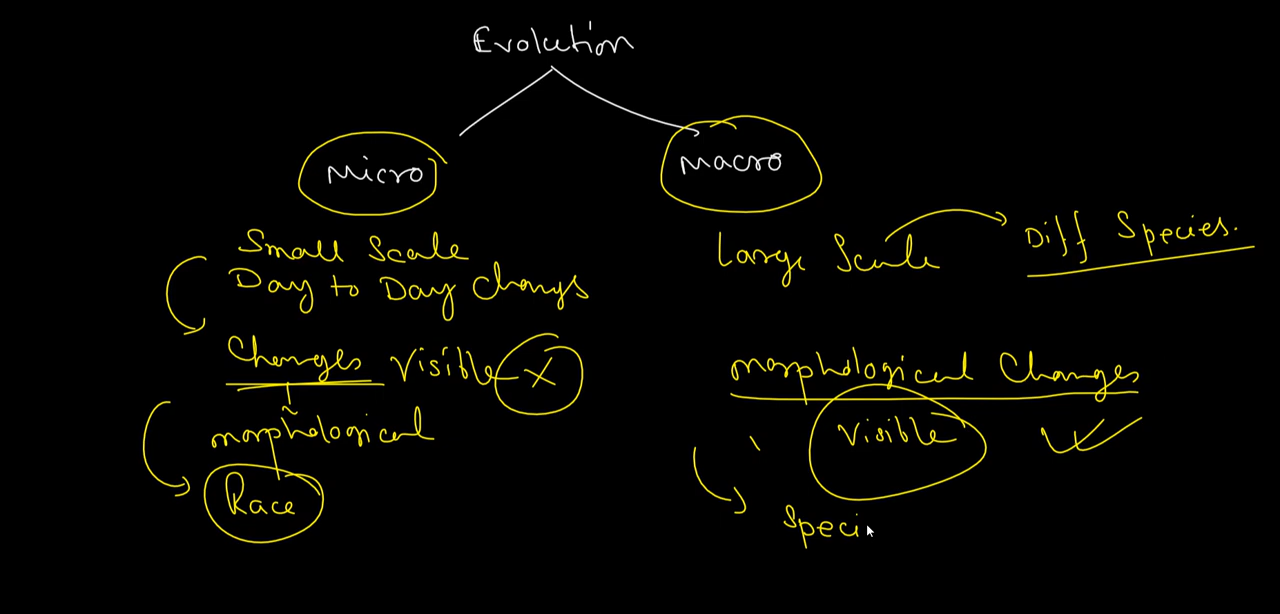 Evolution
Micro
Macro
Small Scale
Day to Day Changs
Changes Visible X
morphological
Race
Large Scale
Diff Species.
morphological Changes
Visible
Speci